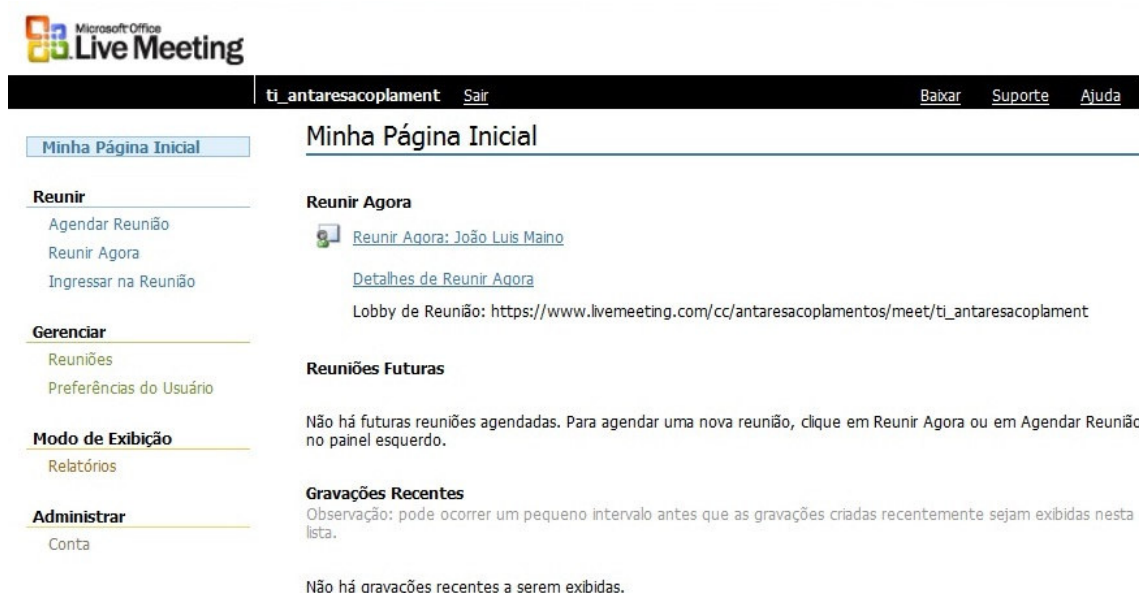 Microsoft Office
Live Meeting
ti_antaresacoplament Sair Baixar Suporte Ajuda
Minha Página Inicial
Reunir
Agendar Reunião
Reunir Agora
Ingressar na Reunião
Gerenciar
Reuniões
Preferências do Usuário
Modo de Exibição
Relatórios
Administrar
Conta
Minha Página Inicial
Reunir Agora
Reunir Agora: João Luis Maino
Detalhes de Reunir Agora
Lobby de Reunião: https://www.livemeeting.com/cc/antaresacoplamentos/meet/ti_antaresacoplament
Reuniões Futuras
Não há futuras reuniões agendadas. Para agendar uma nova reunião, clique em Reunir Agora ou em Agendar Reunião
no painel esquerdo.
Gravações Recentes
Observação: pode ocorrer um pequeno intervalo antes que as gravações criadas recentemente sejam exibidas nesta
lista.
Não há gravações recentes a serem exibidas.